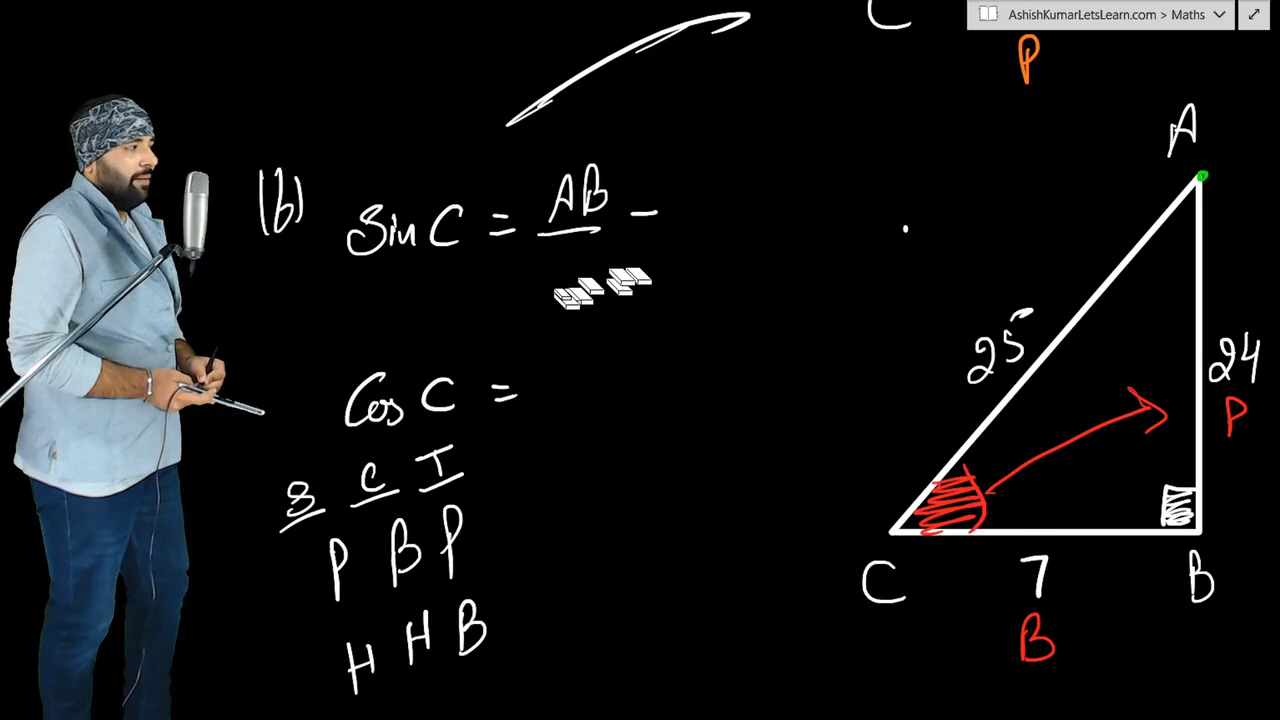 AshishKumarLetsLearn.com > Maths
C
P
A
(b) Sin C = AB
25
24
P
Cos C =
S C T
P B P
H H B
C 7 B
B